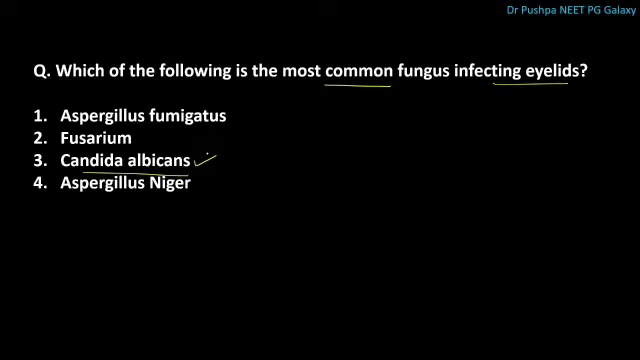 Dr Pushpa NEET PG Galaxy
Q. Which of the following is the most common fungus infecting eyelids?
1. Aspergillus fumigatus
2. Fusarium
3. Candida albicans
4. Aspergillus Niger